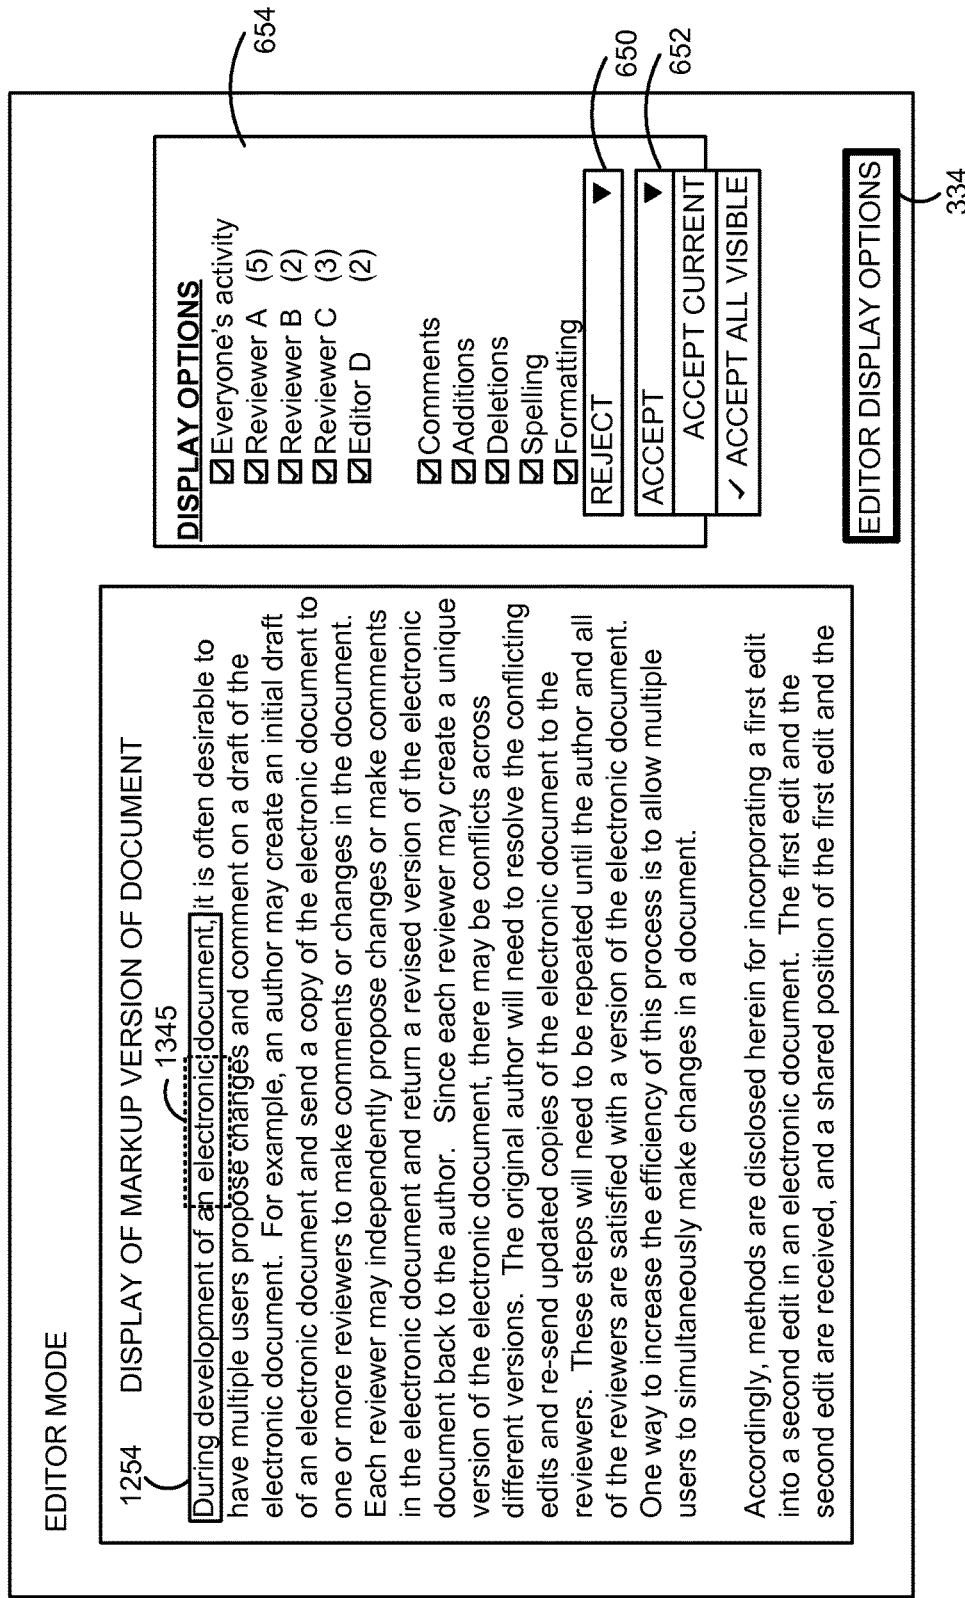 EDITOR MODE
1254
DISPLAY OF MARKUP VERSION OF DOCUMENT
1345
During development of an electronic document, it is often desirable to
have multiple users propose changes and comment on a draft of the
electronic document.  For example, an author may create an initial draft
of an electronic document and send a copy of the electronic document to
one or more reviewers to make comments or changes in the document.
Each reviewer may independently propose changes or make comments
in the electronic document and return a revised version of the electronic
document back to the author.  Since each reviewer may create a unique
version of the electronic document, there may be conflicts across
different versions.  The original author will need to resolve the conflicting
edits and re-send updated copies of the electronic document to the
reviewers.  These steps will need to be repeated until the author and all
of the reviewers are satisfied with a version of the electronic document.
One way to increase the efficiency of this process is to allow multiple
users to simultaneously make changes in a document.
Accordingly, methods are disclosed herein for incorporating a first edit
into a second edit in an electronic document.  The first edit and the
second edit are received, and a shared position of the first edit and the
654
DISPLAY OPTIONS
☑ Everyone's activity
☑ Reviewer A (5)
☑ Reviewer B (2)
☑ Reviewer C (3)
☑ Editor D (2)
☑ Comments
☑ Additions
☑ Deletions
☑ Spelling
☑ Formatting
REJECT ▼
650
ACCEPT ▼
652
ACCEPT CURRENT
✓ ACCEPT ALL VISIBLE
EDITOR DISPLAY OPTIONS
334